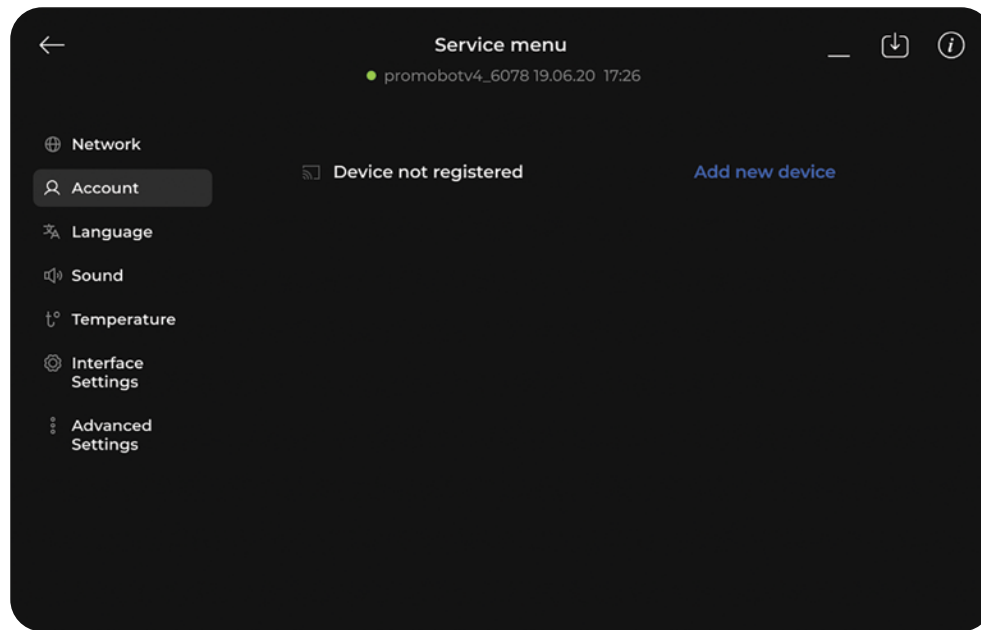 Service menu
promobotv4_6078 19.06.20 17:26
Network
Account
Language
Sound
Temperature
Interface
Settings
Advanced
Settings
Device not registered
Add new device